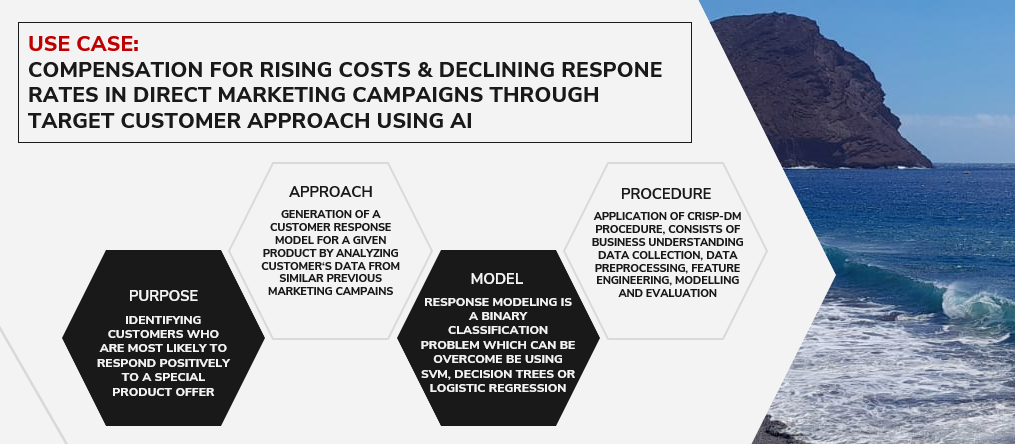 USE CASE:
COMPENSATION FOR RISING COSTS & DECLINING RESPONE
RATES IN DIRECT MARKETING CAMPAIGNS THROUGH
TARGET CUSTOMER APPROACH USING AI
PURPOSE
IDENTIFYING
CUSTOMERS WHO
ARE MOST LIKELY TO
RESPOND POSITIVELY
TO A SPECIAL
PRODUCT OFFER
APPROACH
GENERATION OF A
CUSTOMER RESPONSE
MODEL FOR A GIVEN
PRODUCT BY ANALYZING
CUSTOMER'S DATA FROM
SIMILAR PREVIOUS
MARKETING CAMPAINS
MODEL
RESPONSE MODELING IS
A BINARY
CLASSIFICATION
PROBLEM WHICH CAN BE
OVERCOME BE USING
SVM, DECISION TREES OR
LOGISTIC REGRESSION
PROCEDURE
APPLICATION OF CRISP-DM
PROCEDURE, CONSISTS OF
BUSINESS UNDERSTANDING
DATA COLLECTION, DATA
PREPROCESSING, FEATURE
ENGINEERING, MODELLING
AND EVALUATION